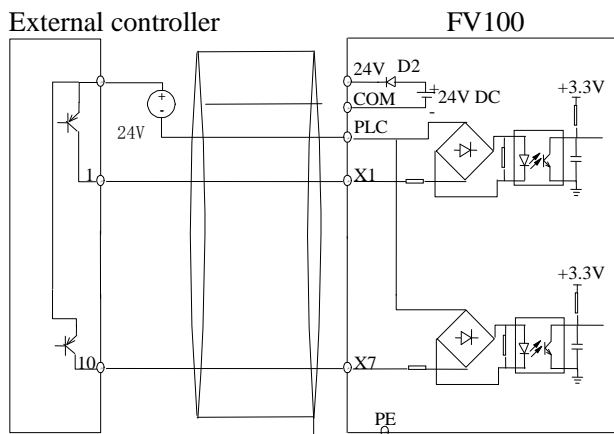 External controller
FV100
24V
D2
+
24V DC
-
COM
+
-
24V
PLC
+3.3V
1
X1
+3.3V
10
X7
PE